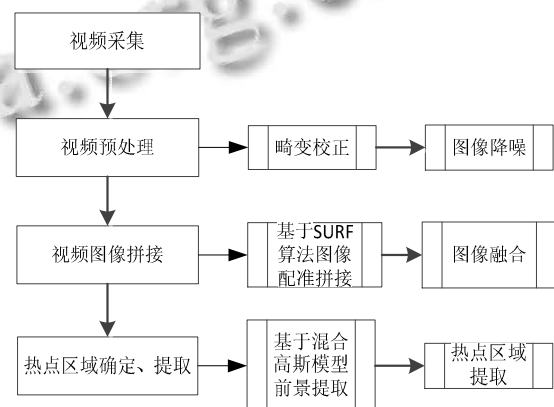 视频采集
视频预处理
畸变校正
图像降噪
视频图像拼接
基于SURF
算法图像
配准拼接
图像融合
热点区域确定、提取
基于混合
高斯模型
前景提取
热点区域
提取